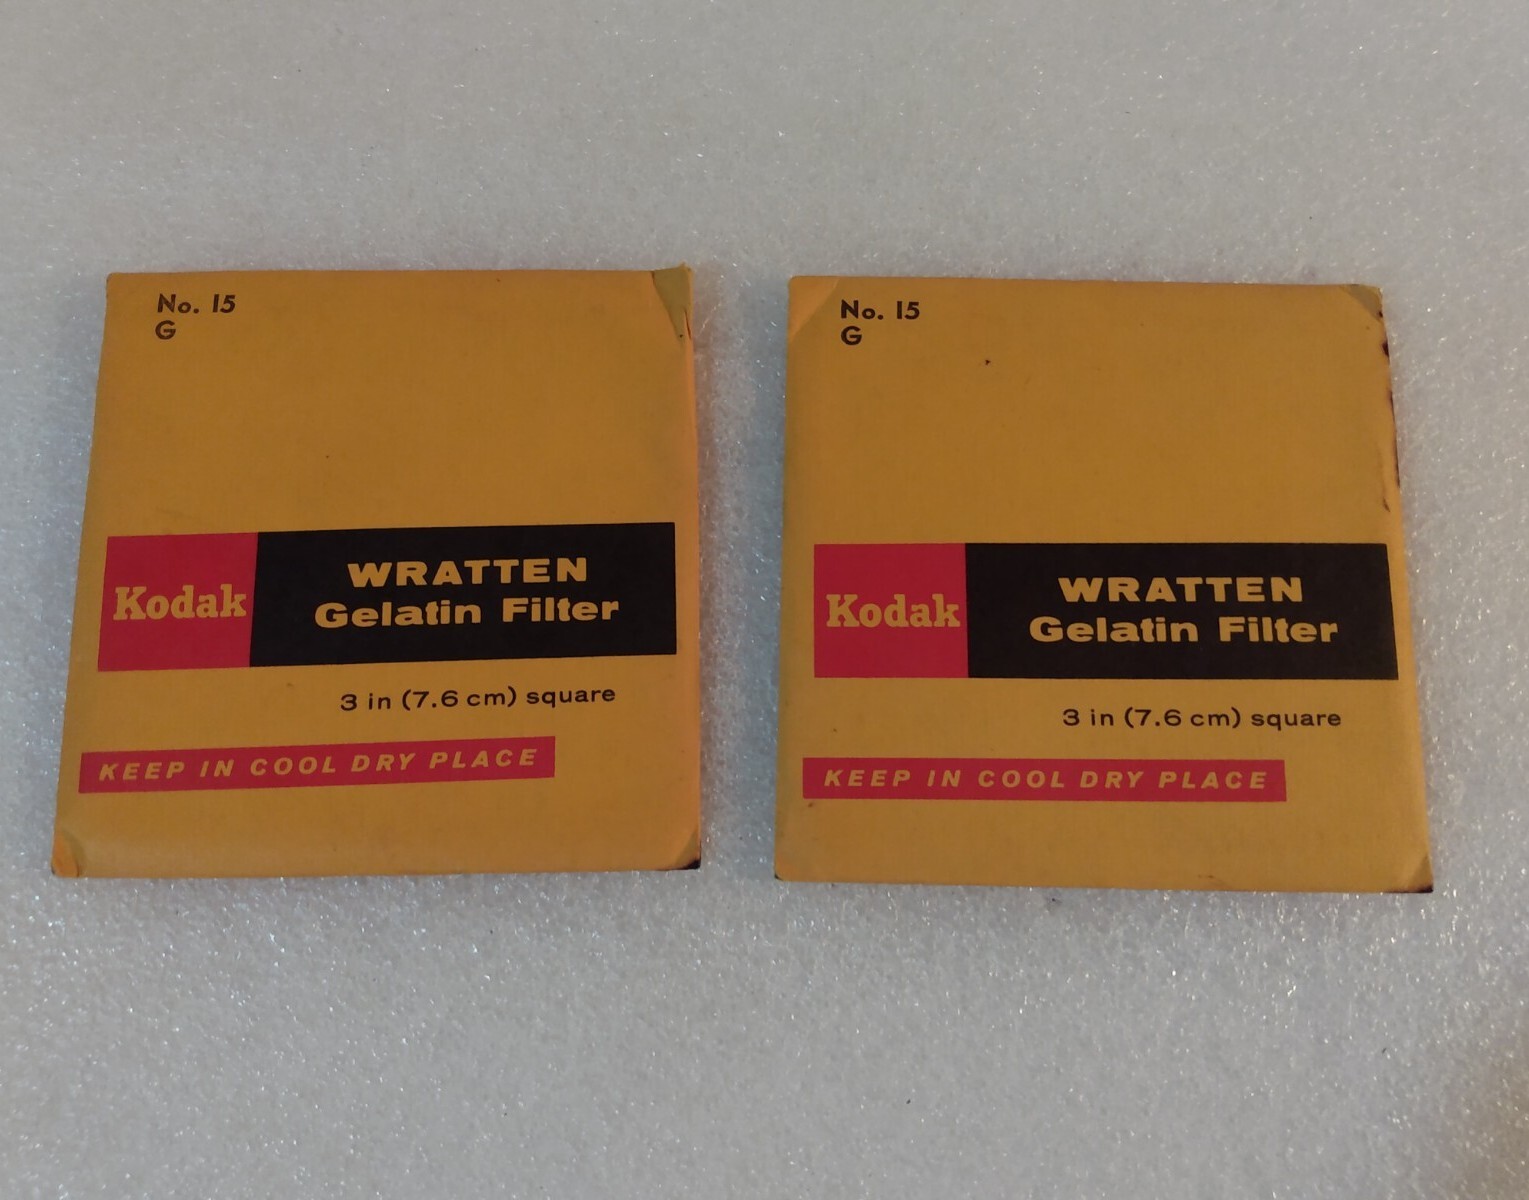 No. 15
G
Kodak
WRATTEN
Gelatin Filter
3 in (7.6 cm) square
KEEP IN COOL DRY PLACE
No. 15
G
Kodak
WRATTEN
Gelatin Filter
3 in (7.6 cm) square
KEEP IN COOL DRY PLACE